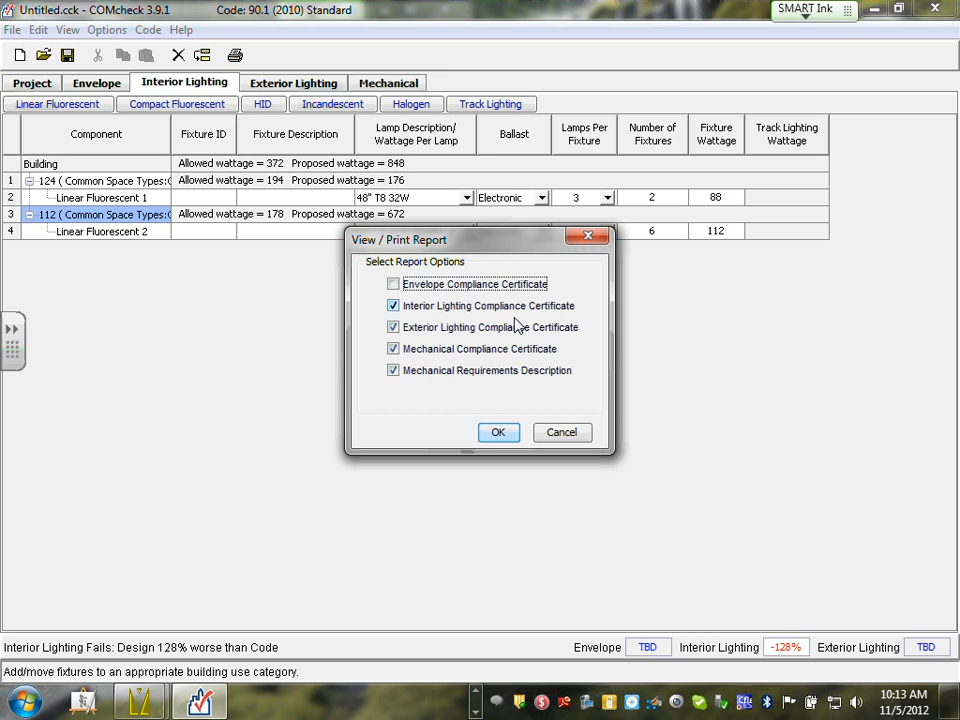 Untitled.cck - COMcheck 3.9.1 Code: 90.1 (2010) Standard
SMART Ink
File Edit View Options Code Help
Project Envelope Interior Lighting Exterior Lighting Mechanical
Linear Fluorescent Compact Fluorescent HID Incandescent Halogen Track Lighting
Component Fixture ID Fixture Description Lamp Description/ Wattage Per Lamp Ballast Lamps Per Fixture Number of Fixtures Fixture Wattage Track Lighting Wattage
Building Allowed wattage = 372 Proposed wattage = 848
1 124 ( Common Space Types: Allowed wattage = 194 Proposed wattage = 176
2 Linear Fluorescent 1 48" T8 32W Electronic 3 2 88
3 112 ( Common Space Types: Allowed wattage = 178 Proposed wattage = 672
4 Linear Fluorescent 2 6 112
View / Print Report
Select Report Options
Envelope Compliance Certificate
Interior Lighting Compliance Certificate
Exterior Lighting Compliance Certificate
Mechanical Compliance Certificate
Mechanical Requirements Description
OK Cancel
Interior Lighting Fails: Design 128% worse than Code Envelope TBD Interior Lighting -128% Exterior Lighting TBD
Add/move fixtures to an appropriate building use category.
10:13 AM
11/5/2012